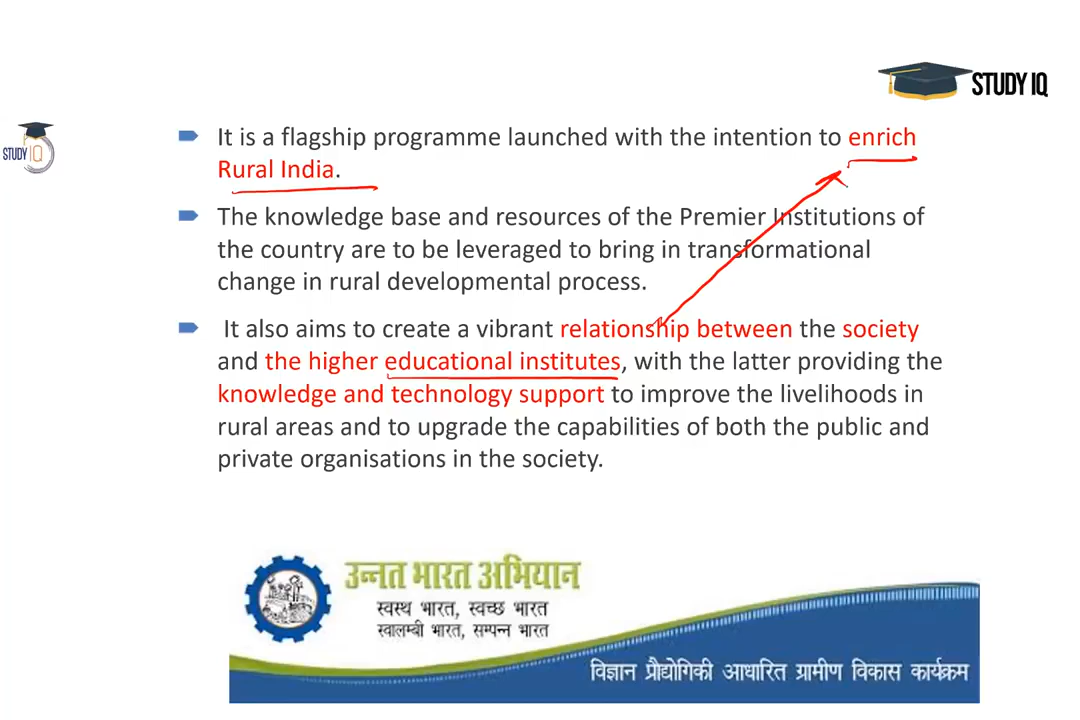 STUDY IQ
STUDY IQ
It is a flagship programme launched with the intention to enrich
Rural India.
The knowledge base and resources of the Premier Institutions of
the country are to be leveraged to bring in transformational
change in rural developmental process.
It also aims to create a vibrant relationship between the society
and the higher educational institutes, with the latter providing the
knowledge and technology support to improve the livelihoods in
rural areas and to upgrade the capabilities of both the public and
private organisations in the society.
उन्नत भारत अभियान
स्वस्थ भारत, स्वच्छ भारत
स्वालम्बी भारत, सम्पन्न भारत
विज्ञान प्रौद्योगिकी आधारित ग्रामीण विकास कार्यक्रम